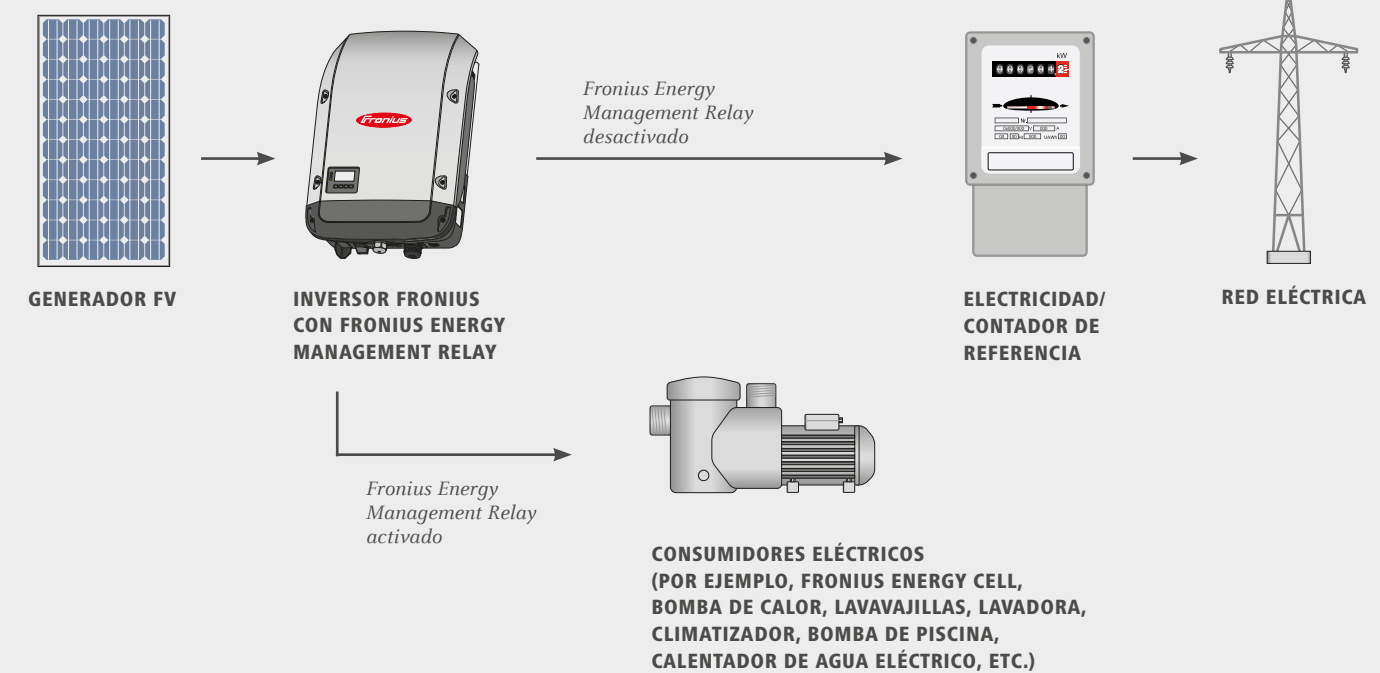 Fronius Energy
Management Relay
desactivado
kW
Fronius
GENERADOR FV
INVERSOR FRONIUS
CON FRONIUS ENERGY
MANAGEMENT RELAY
ELECTRICIDAD/
CONTADOR DE
REFERENCIA
RED ELÉCTRICA
Fronius Energy
Management Relay
activado
CONSUMIDORES ELÉCTRICOS
(POR EJEMPLO, FRONIUS ENERGY CELL,
BOMBA DE CALOR, LAVAVAJILLAS, LAVADORA,
CLIMATIZADOR, BOMBA DE PISCINA,
CALENTADOR DE AGUA ELÉCTRICO, ETC.)